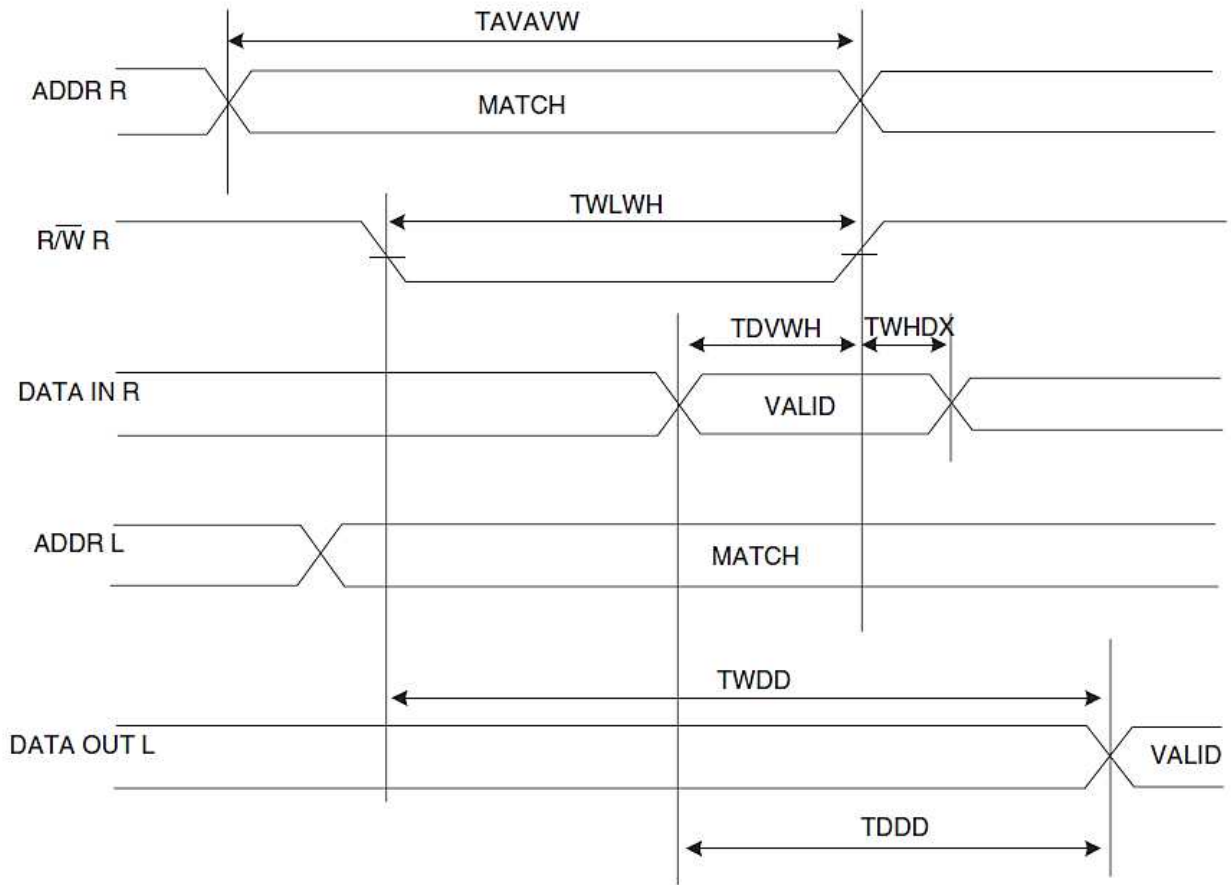 TAVAVW
ADDR R
MATCH
TWLWH
R/W̅ R
TDVWH
TWHDX
DATA IN R
VALID
ADDR L
MATCH
TWDD
DATA OUT L
VALID
TDDD